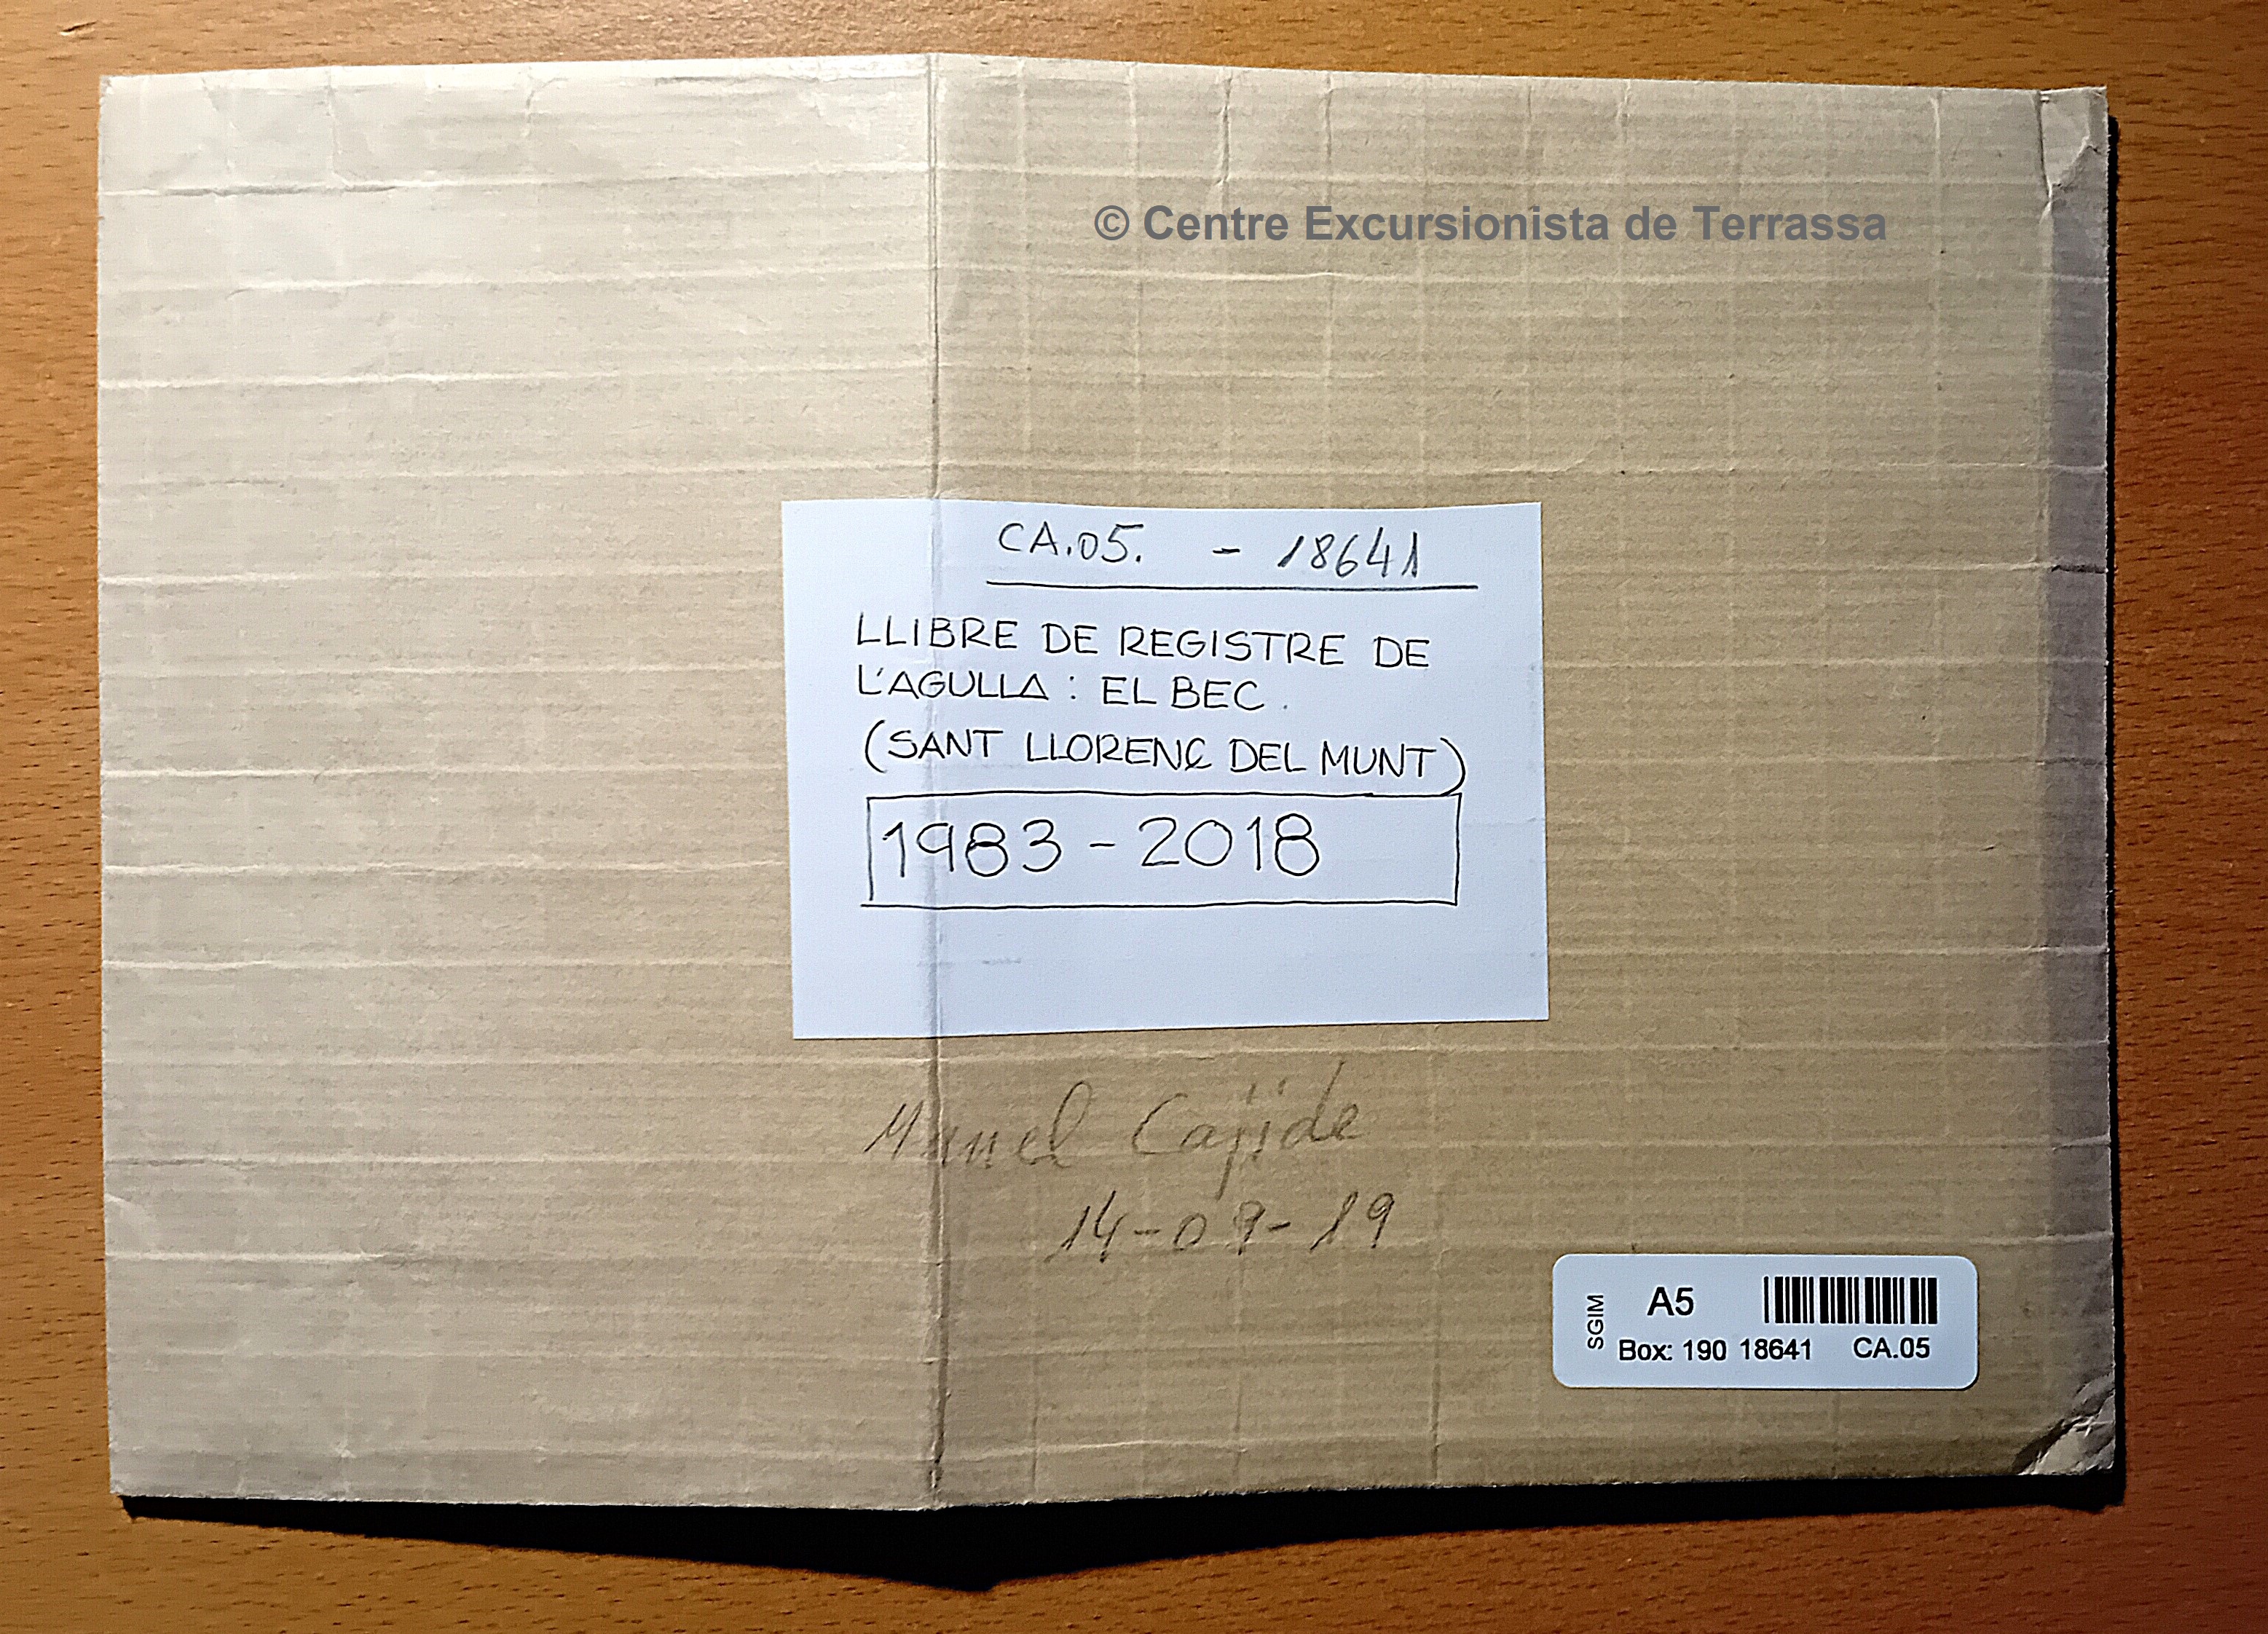 © Centre Excursionista de Terrassa
CA.05. - 18641
LLIBRE DE REGISTRE DE
L'AGULLA : EL BEC.
(SANT LLORENÇ DEL MUNT)
1983 - 2018
Manel Cajide
14-09-19
SGIM
A5
Box: 190 18641 CA.05